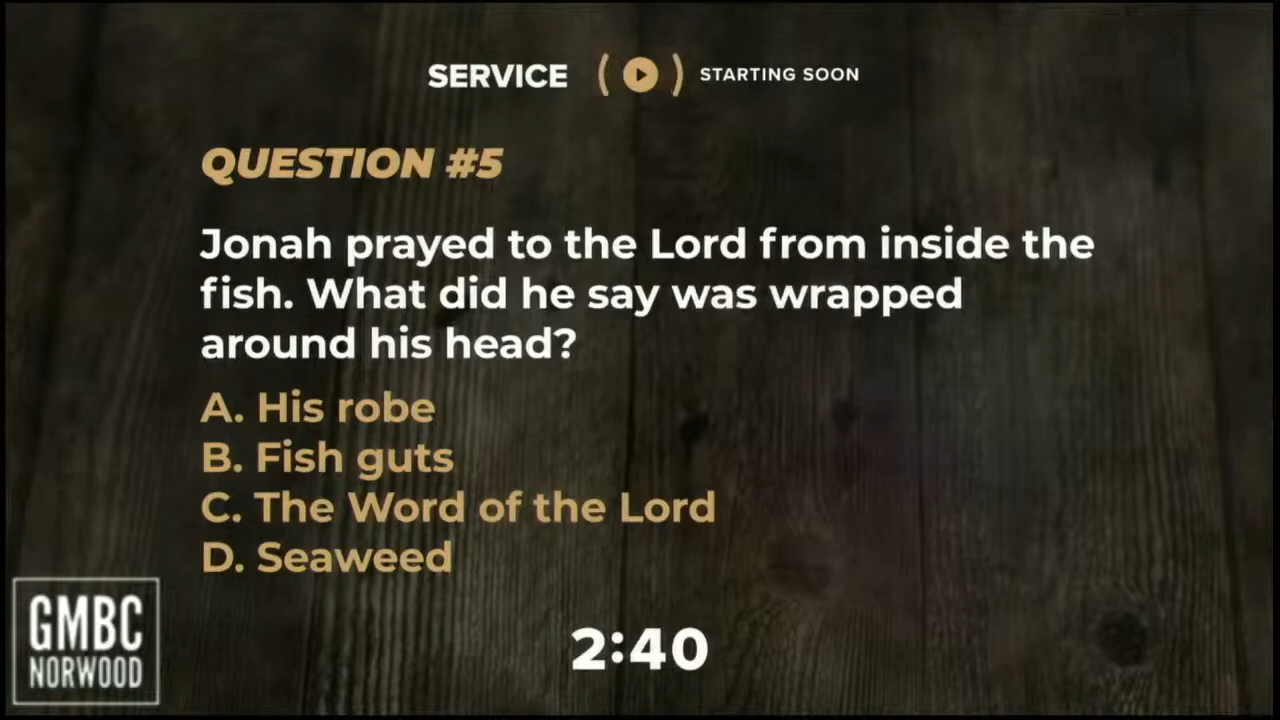 SERVICE STARTING SOON
QUESTION #5
Jonah prayed to the Lord from inside the
fish. What did he say was wrapped
around his head?
A. His robe
B. Fish guts
C. The Word of the Lord
D. Seaweed
GMBC
NORWOOD
2:40